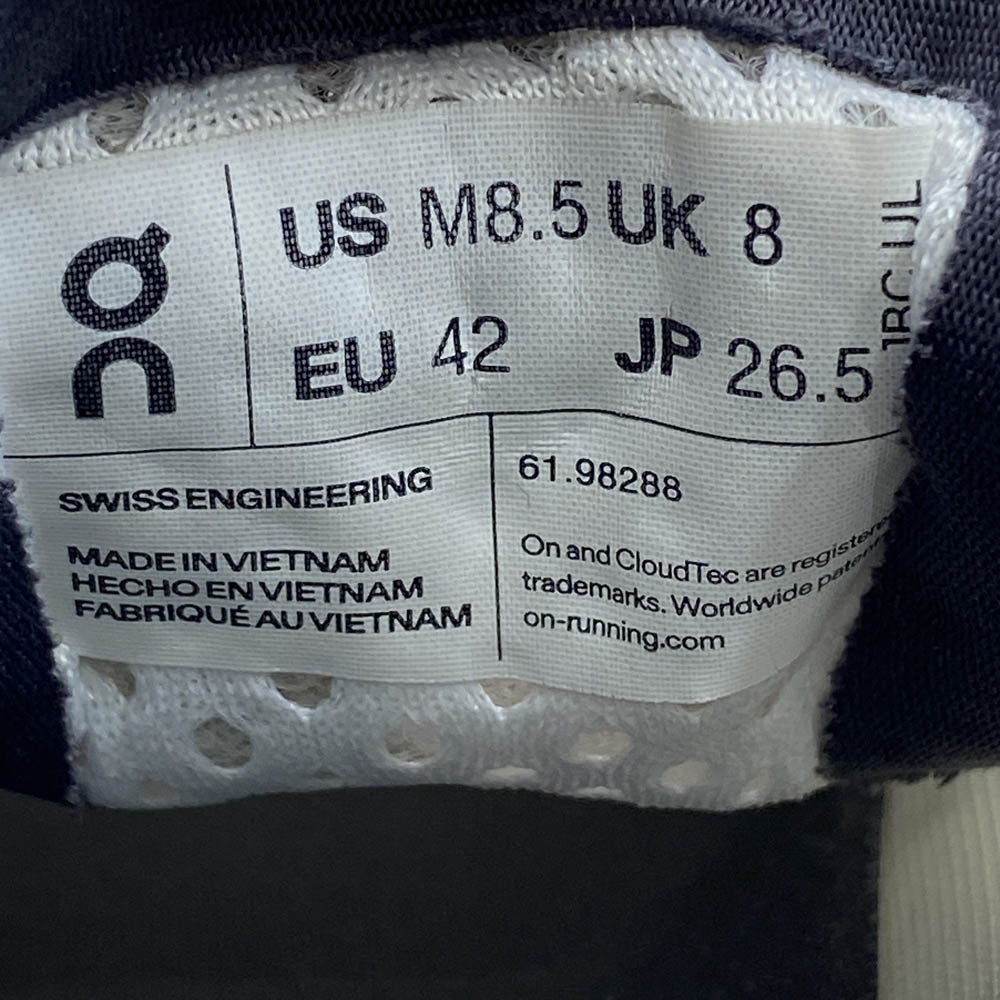 US M8.5 UK 8
EU 42 JP 26.5
SWISS ENGINEERING
MADE IN VIETNAM
HECHO EN VIETNAM
FABRIQUÉ AU VIETNAM
61.98288
On and CloudTec are
trademarks. Worldwide
on-running.com